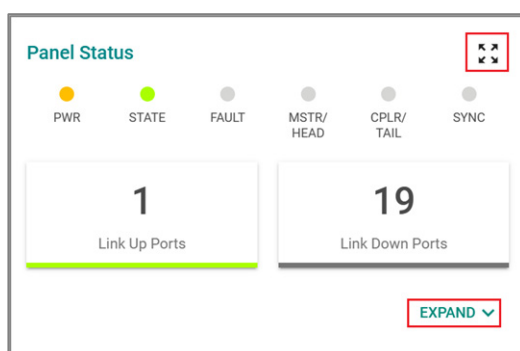 Panel Status
PWR
STATE
FAULT
MSTR/
HEAD
CPLR/
TAIL
SYNC
1
Link Up Ports
19
Link Down Ports
EXPAND